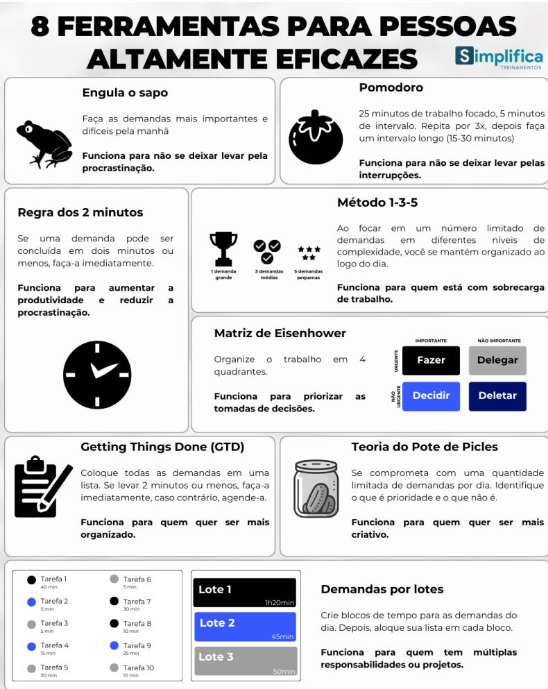 8 FERRAMENTAS PARA PESSOAS
ALTAMENTE EFICAZES
Simplifica
TREINAMENTOS
Engula o sapo
Faça as demandas mais importantes e
difíceis pela manhã
Funciona para não se deixar levar pela
procrastinação.
Pomodoro
25 minutos de trabalho focado, 5 minutos
de intervalo. Repita por 3x, depois faça
um intervalo longo (15-30 minutos)
Funciona para não se deixar levar pelas
interrupções.
Regra dos 2 minutos
Se uma demanda pode ser
concluída em dois minutos ou
menos, faça-a imediatamente.
Funciona para aumentar a
produtividade e reduzir a
procrastinação.
Método 1-3-5
1 demanda
grande
3 demandas
médias
5 demandas
pequenas
Ao focar em um número limitado de
demandas em diferentes níveis de
complexidade, você se mantém organizado ao
logo do dia.
Funciona para quem está com sobrecarga
de trabalho.
Matriz de Eisenhower
Organize o trabalho em 4
quadrantes.
Funciona para priorizar as
tomadas de decisões.
IMPORTANTE
NÃO IMPORTANTE
URGENTE
Fazer
Delegar
NÃO
URGENTE
Decidir
Deletar
Getting Things Done (GTD)
Coloque todas as demandas em uma
lista. Se levar 2 minutos ou menos, faça-a
imediatamente, caso contrário, agende-a.
Funciona para quem quer ser mais
organizado.
Teoria do Pote de Picles
Se comprometa com uma quantidade
limitada de demandas por dia. Identifique
o que é prioridade e o que não é.
Funciona para quem quer ser mais
criativo.
Tarefa 1
40 min
Tarefa 2
5 min
Tarefa 3
5 min
Tarefa 4
15 min
Tarefa 5
30 min
Tarefa 6
5 min
Tarefa 7
30 min
Tarefa 8
10 min
Tarefa 9
25 min
Tarefa 10
10 min
Lote 1
1h20min
Lote 2
45min
Lote 3
50min
Demandas por lotes
Crie blocos de tempo para as demandas do
dia. Depois, aloque sua lista em cada bloco.
Funciona para quem tem múltiplas
responsabilidades ou projetos.